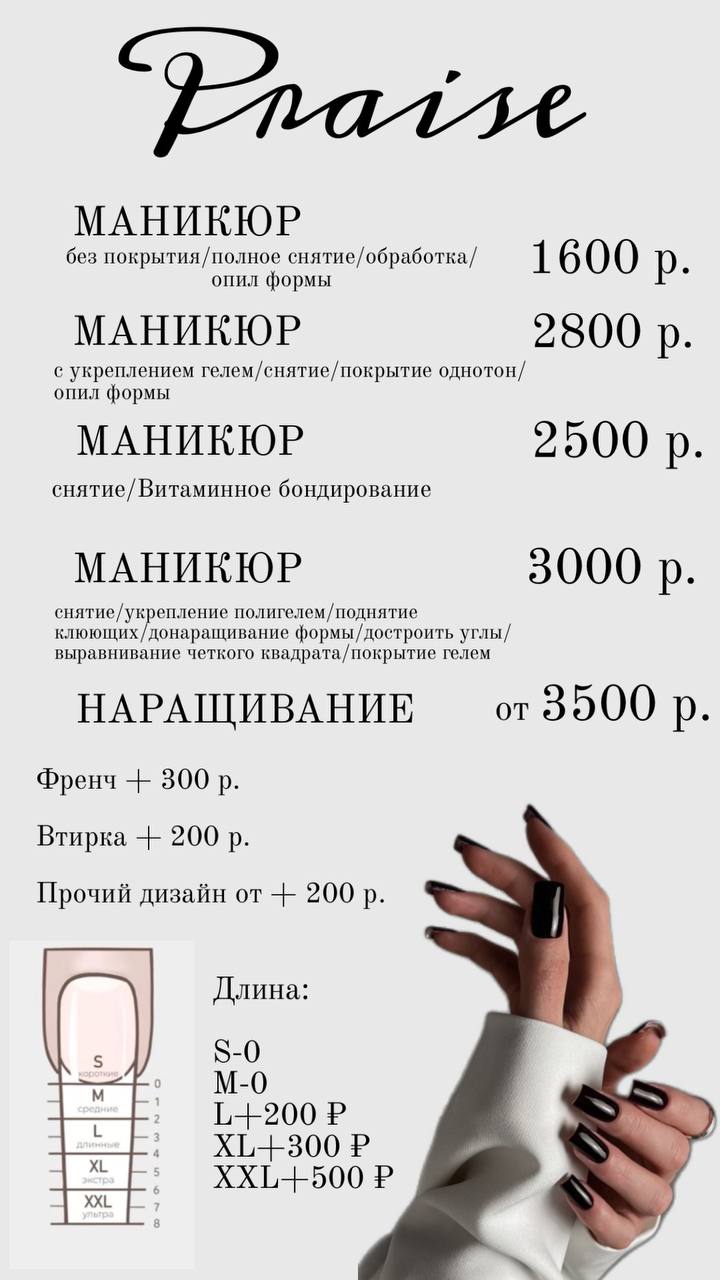 Praise
МАНИКЮР
без покрытия/полное снятие/обработка/
опил формы
1600 р.
МАНИКЮР 2800 р.
с укреплением гелем/снятие/покрытие однотон/
опил формы
МАНИКЮР 2500 р.
снятие/Витаминное бондирование
МАНИКЮР 3000 р.
снятие/укрепление полигелем/поднятие
клюющих/донаращивание формы/достроить углы/
выравнивание четкого квадрата/покрытие гелем
НАРАЩИВАНИЕ от 3500 р.
Френч + 300 р.
Втирка + 200 р.
Прочий дизайн от + 200 р.
S
короткие
0
M
средние
1
2
L
длинные
3
4
XL
экстра
5
6
XXL
ультра
7
8
Длина:
S-0
M-0
L+200 ₽
XL+300 ₽
XXL+500 ₽